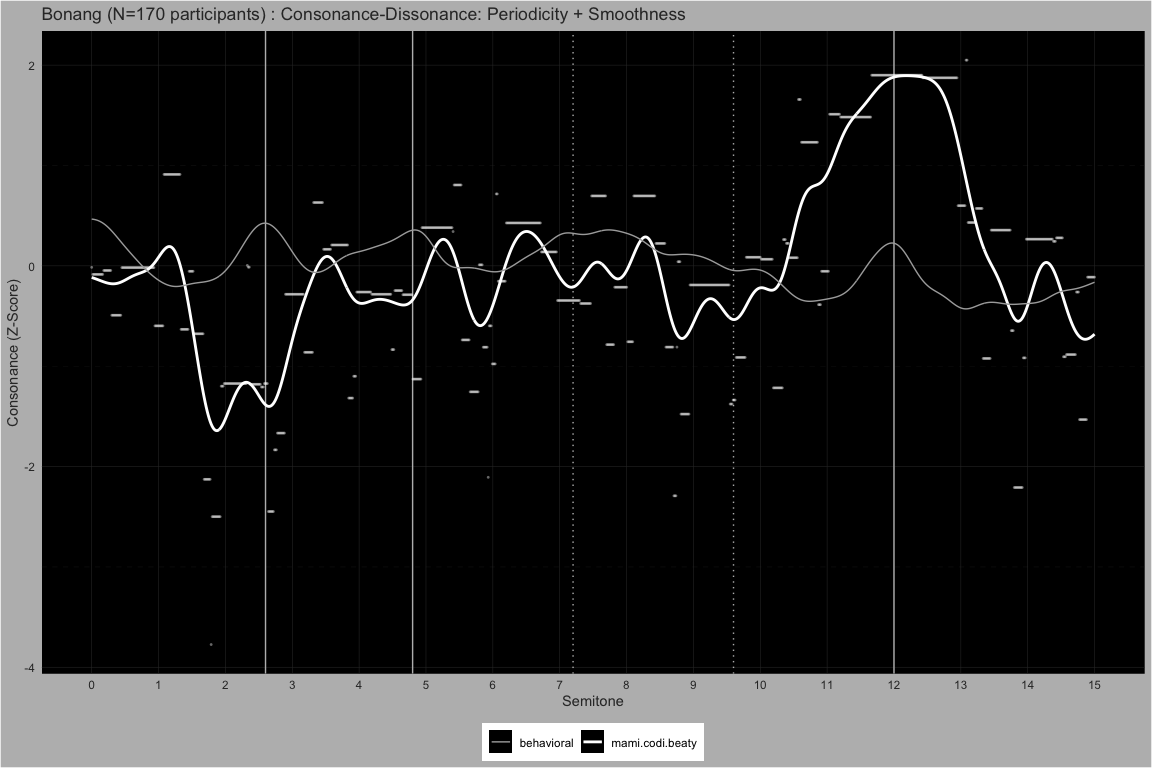 Bonang (N=170 participants) : Consonance-Dissonance: Periodicity + Smoothness
Consonance (Z-Score)
2
0
-2
-4
0 1 2 3 4 5 6 7 8 9 10 11 12 13 14 15
Semitone
behavioral mami.codi.beaty